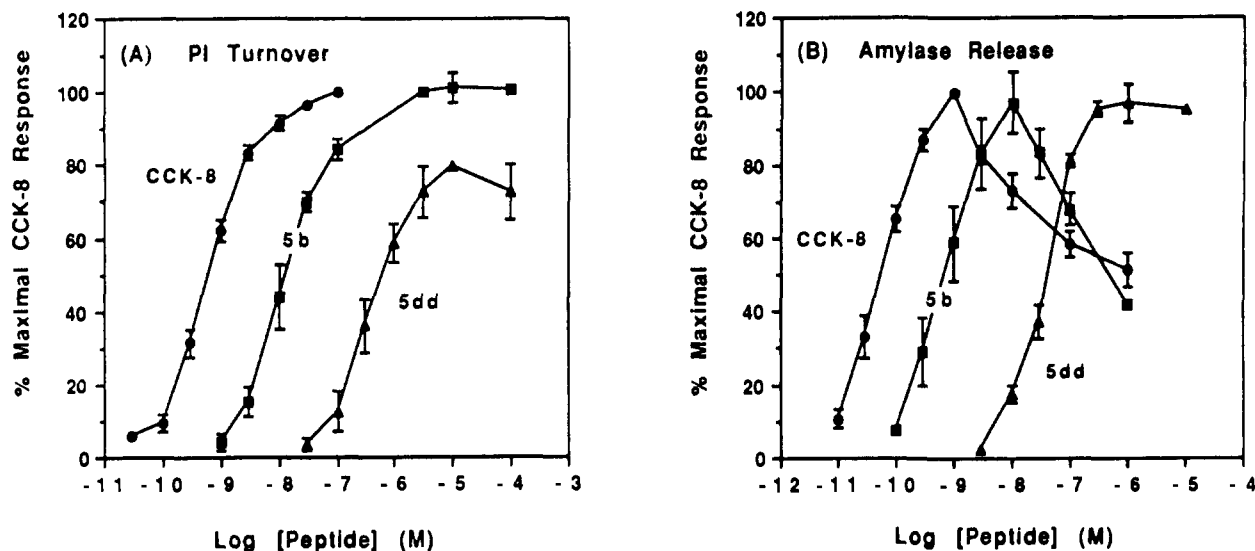 (A) PI Turnover
% Maximal CCK-8 Response
120
100
80
60
40
20
0
CCK-8
5b
5dd
-11 -10 -9 -8 -7 -6 -5 -4 -3
Log [Peptide] (M)
(B) Amylase Release
% Maximal CCK-8 Response
120
100
80
60
40
20
0
CCK-8
5b
5dd
-12 -11 -10 -9 -8 -7 -6 -5 -4
Log [Peptide] (M)